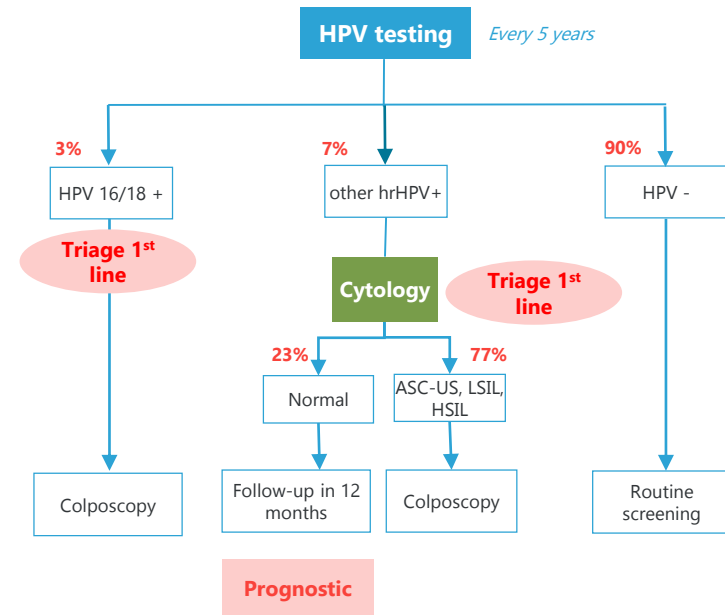 HPV testing
Every 5 years
3%
7%
90%
HPV 16/18 +
other hrHPV+
HPV -
Triage 1st
line
Cytology
Triage 1st
line
23%
77%
Normal
ASC-US, LSIL,
HSIL
Colposcopy
Follow-up in 12
months
Colposcopy
Routine
screening
Prognostic